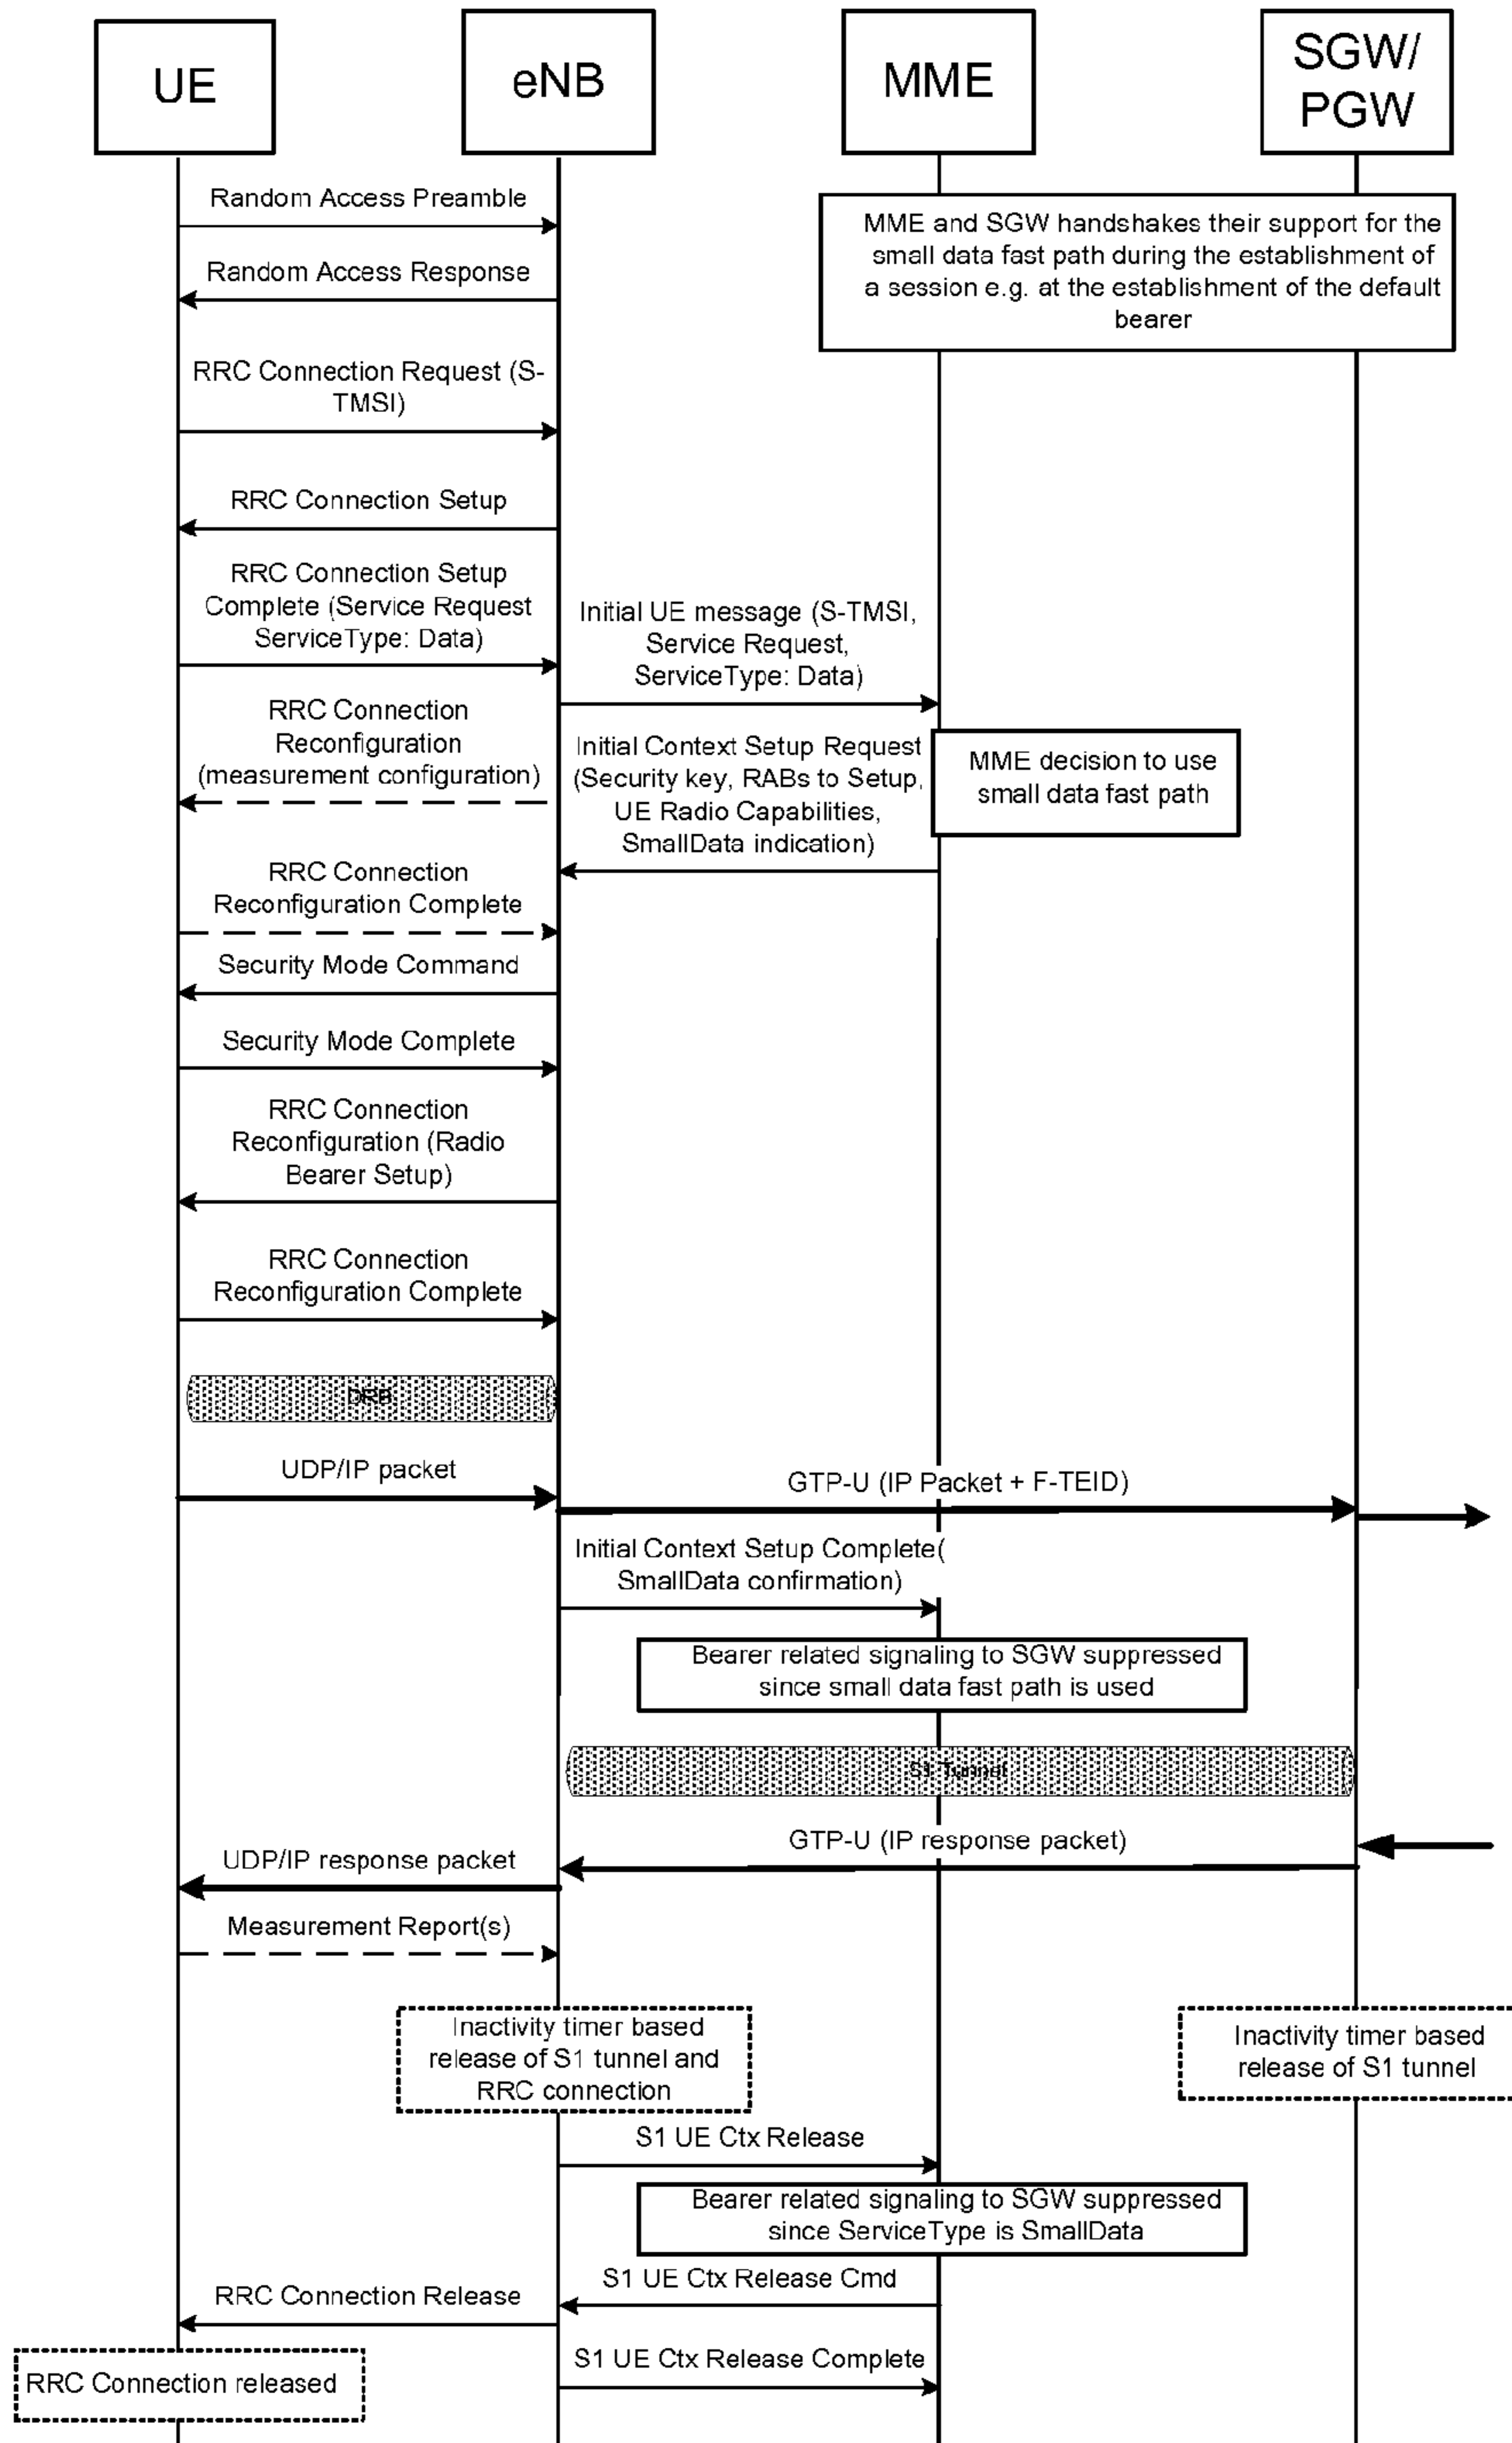 UE
eNB
MME
SGW/
PGW
Random Access Preamble
MME and SGW handshakes their support for the
small data fast path during the establishment of
a session e.g. at the establishment of the default
bearer
Random Access Response
RRC Connection Request (S-
TMSI)
RRC Connection Setup
RRC Connection Setup
Complete (Service Request
ServiceType: Data)
Initial UE message (S-TMSI,
Service Request,
ServiceType: Data)
RRC Connection
Reconfiguration
(measurement configuration)
Initial Context Setup Request
(Security key, RABs to Setup,
UE Radio Capabilities,
SmallData indication)
MME decision to use
small data fast path
RRC Connection
Reconfiguration Complete
Security Mode Command
Security Mode Complete
RRC Connection
Reconfiguration (Radio
Bearer Setup)
RRC Connection
Reconfiguration Complete
DRB
UDP/IP packet
GTP-U (IP Packet + F-TEID)
Initial Context Setup Complete(
SmallData confirmation)
Bearer related signaling to SGW suppressed
since small data fast path is used
S1 Tunnel
GTP-U (IP response packet)
UDP/IP response packet
Measurement Report(s)
Inactivity timer based
release of S1 tunnel and
RRC connection
Inactivity timer based
release of S1 tunnel
S1 UE Ctx Release
Bearer related signaling to SGW suppressed
since ServiceType is SmallData
S1 UE Ctx Release Cmd
RRC Connection Release
S1 UE Ctx Release Complete
RRC Connection released